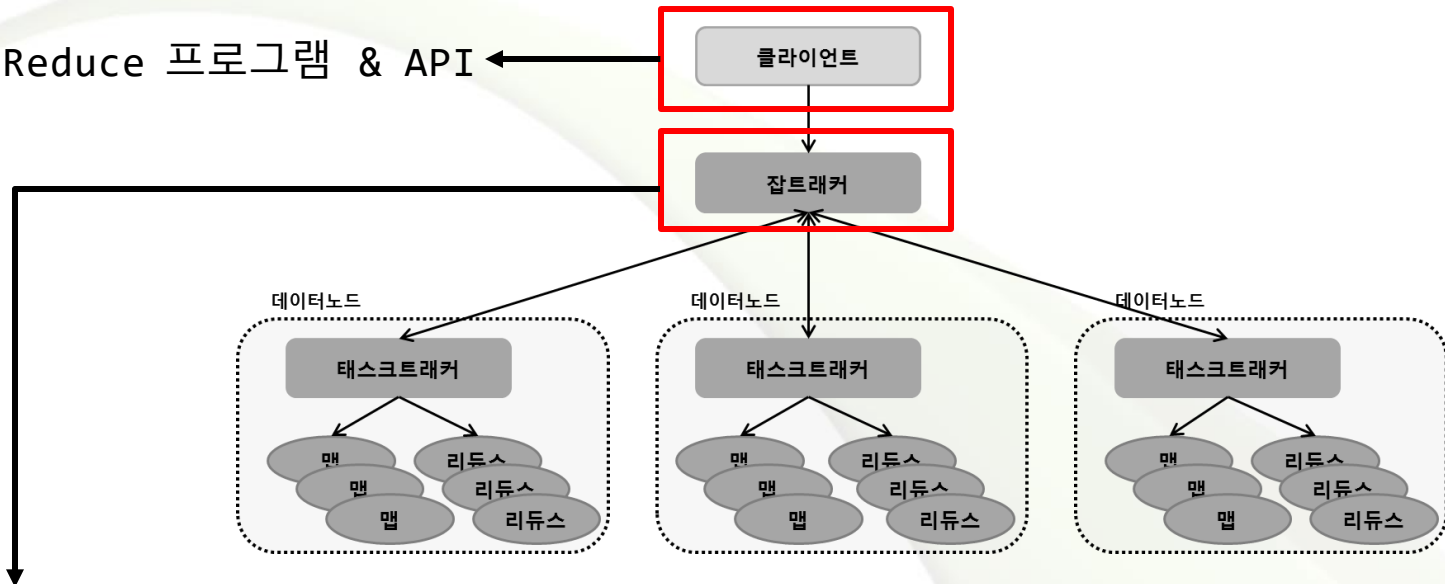 Reduce 프로그램 & API
클라이언트
잡트래커
데이터노드
데이터노드
데이터노드
태스크트래커
태스크트래커
태스크트래커
맵
리듀스
맵
리듀스
맵
리듀스
맵
리듀스
맵
리듀스
맵
리듀스
맵
리듀스
맵
리듀스
맵
리듀스